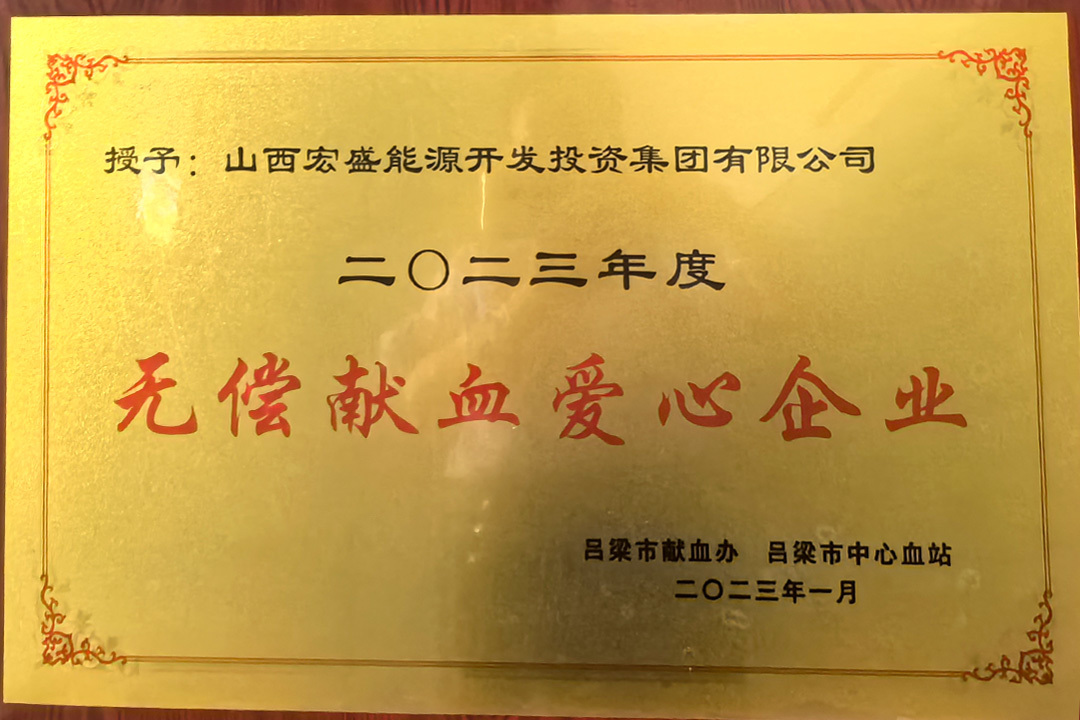 授予：山西宏盛能源开发投资集团有限公司
二〇二三年度
无偿献血爱心企业
吕梁市献血办 吕梁市中心血站
二〇二三年一月